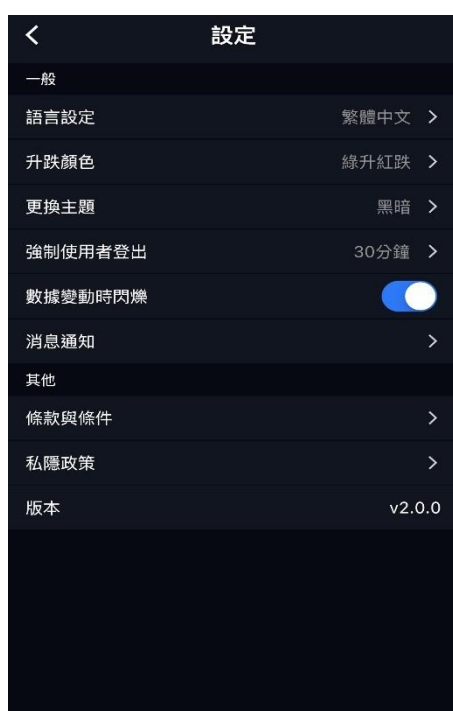 設定
一般
語言設定 繁體中文
升跌顏色 綠升紅跌
更換主題 黑暗
強制使用者登出 30分鐘
數據變動時閃爍
消息通知
其他
條款與條件
私隱政策
版本 v2.0.0